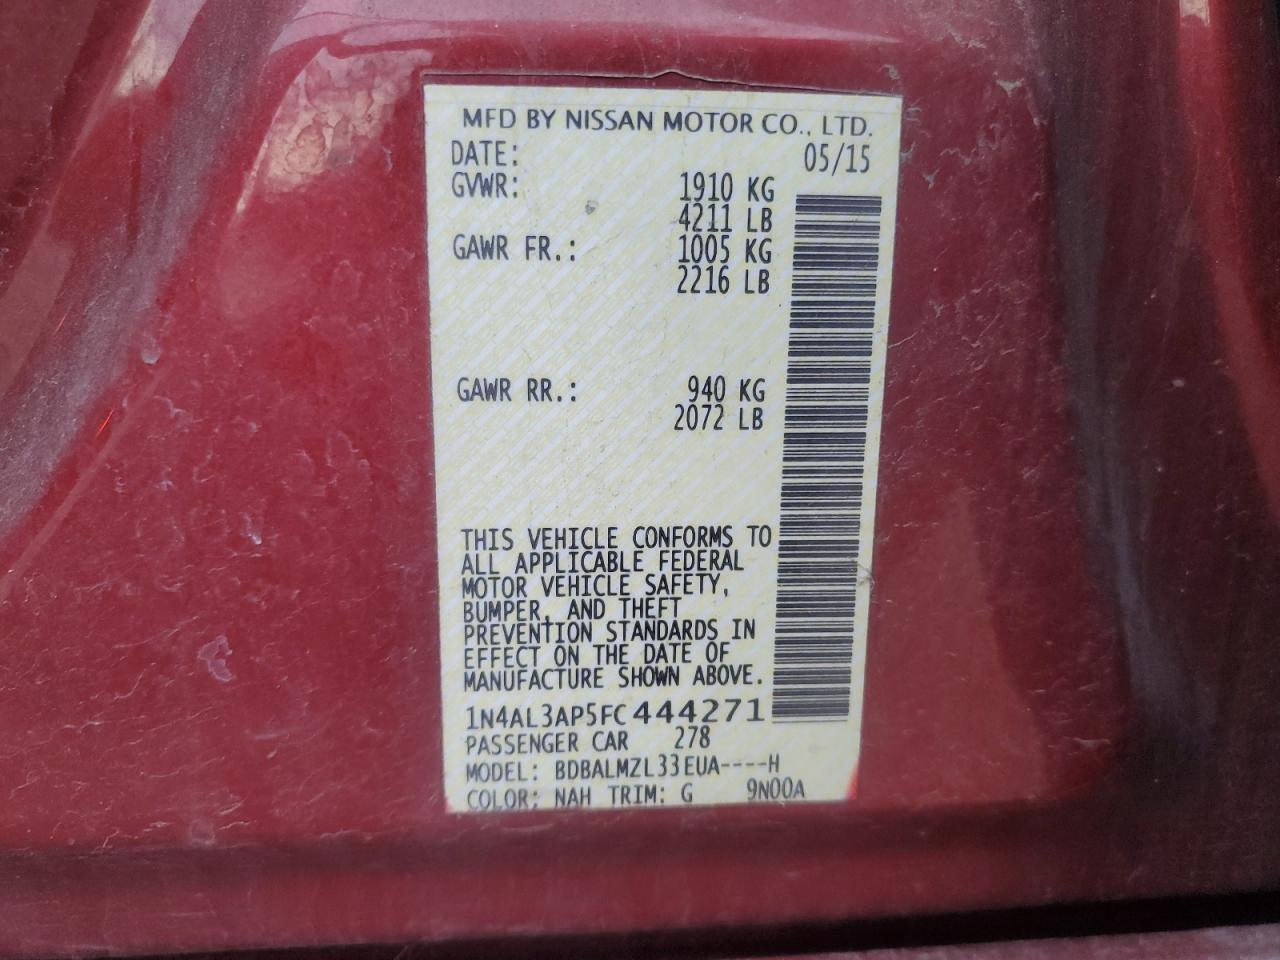 MFD BY NISSAN MOTOR CO., LTD.
DATE: 05/15
GVWR: 1910 KG
4211 LB
GAWR FR.: 1005 KG
2216 LB
GAWR RR.: 940 KG
2072 LB
THIS VEHICLE CONFORMS TO
ALL APPLICABLE FEDERAL
MOTOR VEHICLE SAFETY,
BUMPER, AND THEFT
PREVENTION STANDARDS IN
EFFECT ON THE DATE OF
MANUFACTURE SHOWN ABOVE.
1N4AL3AP5FC444271
PASSENGER CAR 278
MODEL: BDBALMZL33EUA----H
COLOR: NAH TRIM: G 9N00A